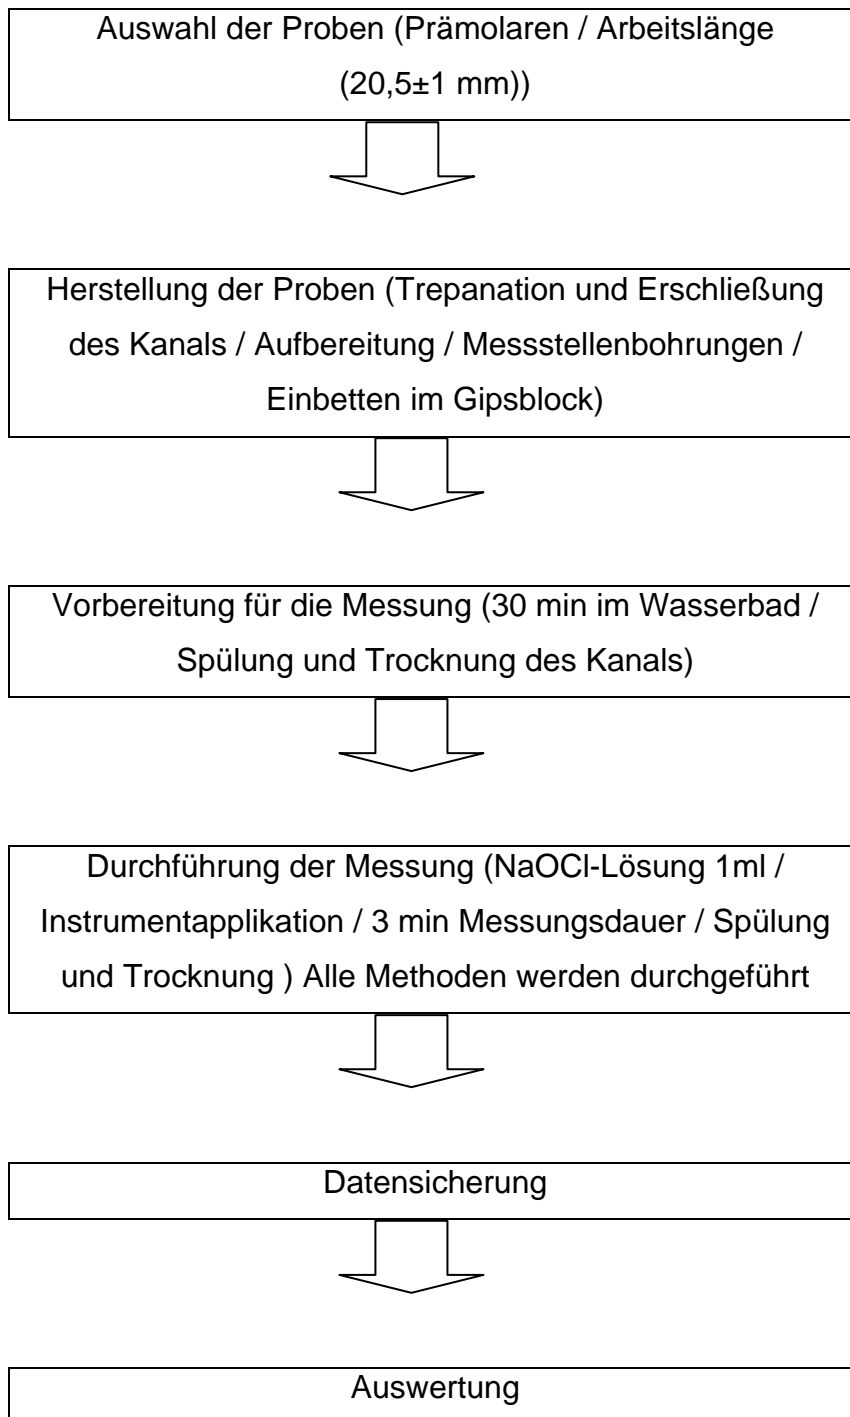 Auswahl der Proben (Prämolaren / Arbeitslänge
(20,5±1 mm))
Herstellung der Proben (Trepanation und Erschließung
des Kanals / Aufbereitung / Messstellenbohrungen /
Einbetten im Gipsblock)
Vorbereitung für die Messung (30 min im Wasserbad /
Spülung und Trocknung des Kanals)
Durchführung der Messung (NaOCl-Lösung 1ml /
Instrumentapplikation / 3 min Messungsdauer / Spülung
und Trocknung ) Alle Methoden werden durchgeführt
Datensicherung
Auswertung